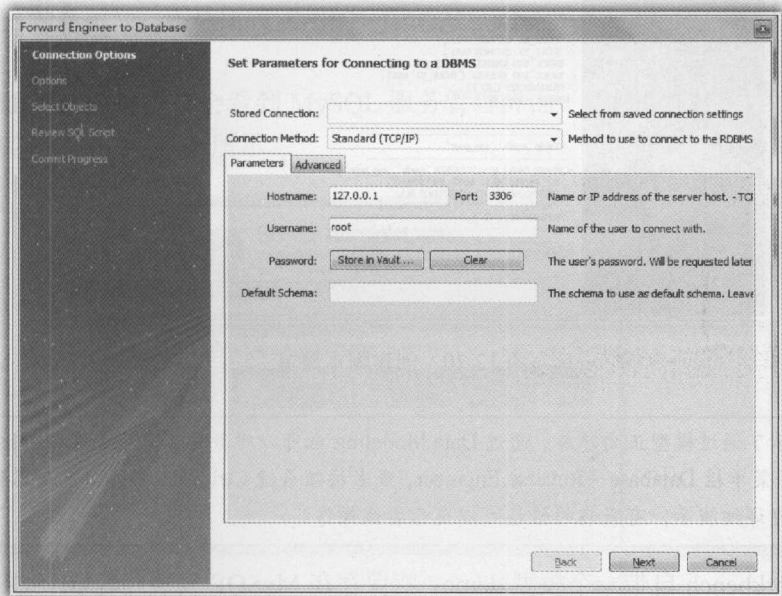 Forward Engineer to Database
Connection Options
Options
Select Objects
Review SQL Script
Commit Progress
Set Parameters for Connecting to a DBMS
Stored Connection: Select from saved connection settings
Connection Method: Standard (TCP/IP) Method to use to connect to the RDBMS
Parameters Advanced
Hostname: 127.0.0.1 Port: 3306 Name or IP address of the server host. - TCP
Username: root Name of the user to connect with.
Password: Store in Vault ... Clear The user's password. Will be requested later
Default Schema: The schema to use as default schema. Leave
Back Next Cancel